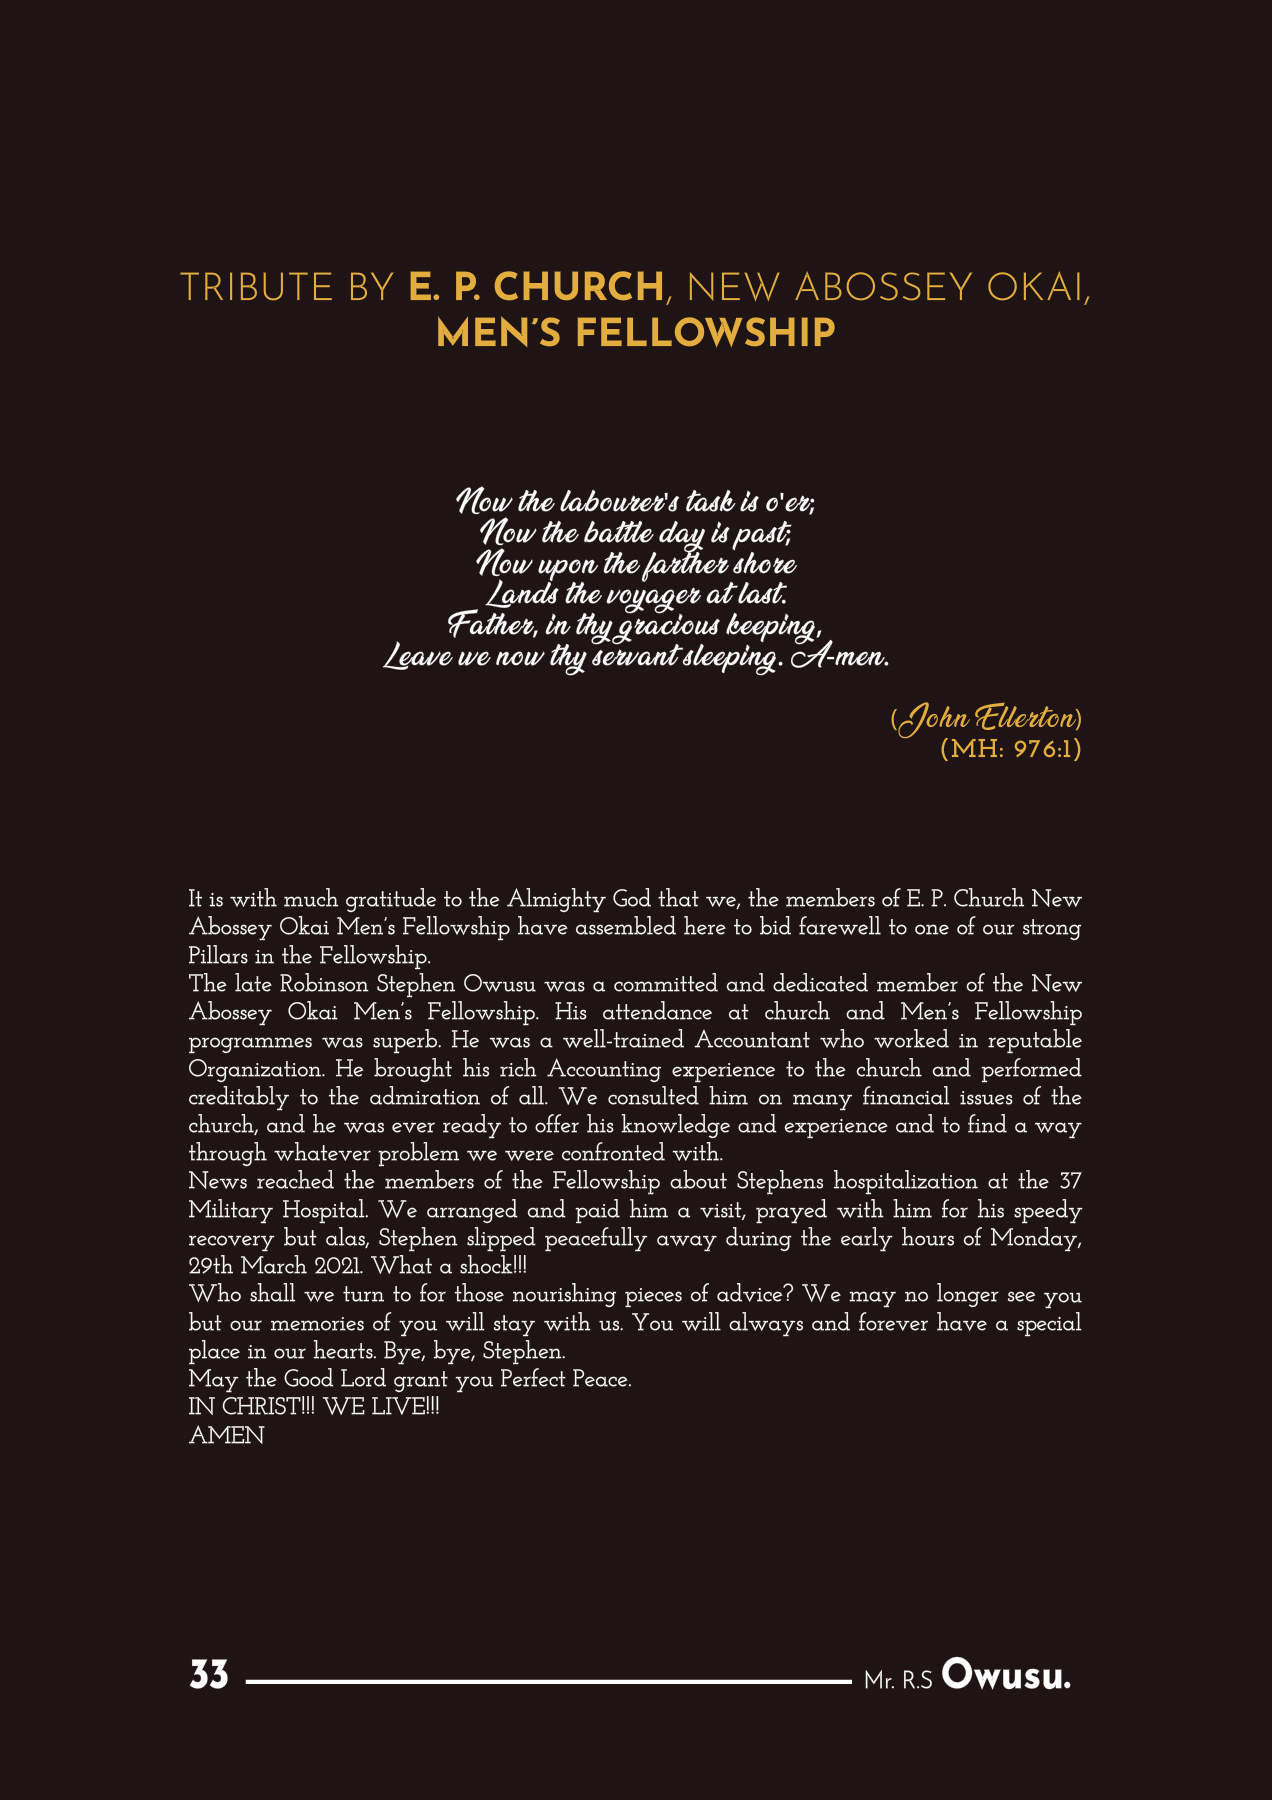 TRIBUTE BY E. P. CHURCH, NEW ABOSSEY OKAI,
MEN’S FELLOWSHIP
Now the labourer's task is o'er;
Now the battle day is past;
Now upon the farther shore
Lands the voyager at last.
Father, in thy gracious keeping,
Leave we now thy servant sleeping. A-men.
(John Ellerton)
(MH: 976:1)
It is with much gratitude to the Almighty God that we, the members of E. P. Church New
Abossey Okai Men’s Fellowship have assembled here to bid farewell to one of our strong
Pillars in the Fellowship.
The late Robinson Stephen Owusu was a committed and dedicated member of the New
Abossey Okai Men’s Fellowship. His attendance at church and Men’s Fellowship
programmes was superb. He was a well-trained Accountant who worked in reputable
Organization. He brought his rich Accounting experience to the church and performed
creditably to the admiration of all. We consulted him on many financial issues of the
church, and he was ever ready to offer his knowledge and experience and to find a way
through whatever problem we were confronted with.
News reached the members of the Fellowship about Stephens hospitalization at the 37
Military Hospital. We arranged and paid him a visit, prayed with him for his speedy
recovery but alas, Stephen slipped peacefully away during the early hours of Monday,
29th March 2021. What a shock!!!
Who shall we turn to for those nourishing pieces of advice? We may no longer see you
but our memories of you will stay with us. You will always and forever have a special
place in our hearts. Bye, bye, Stephen.
May the Good Lord grant you Perfect Peace.
IN CHRIST!!! WE LIVE!!!
AMEN
33 Mr. R.S Owusu.